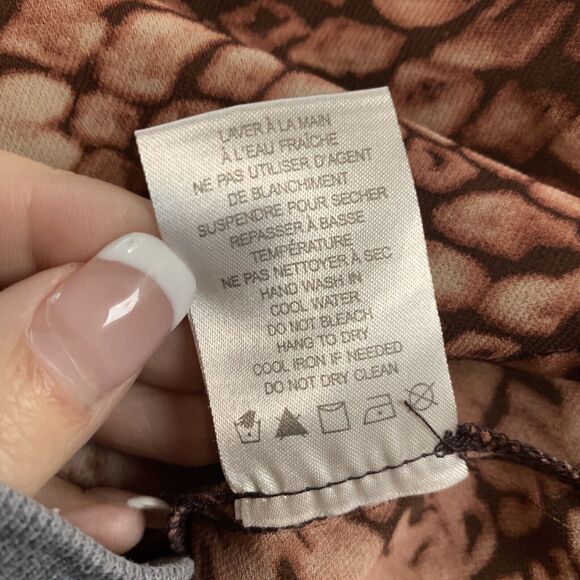 LAVER À LA MAIN
À L'EAU FRAÎCHE
NE PAS UTILISER D'AGENT
DE BLANCHIMENT
SUSPENDRE POUR SECHER
REPASSER À BASSE
TEMPÉRATURE
NE PAS NETTOYER À SEC
HAND WASH IN
COOL WATER
DO NOT BLEACH
HANG TO DRY
COOL IRON IF NEEDED
DO NOT DRY CLEAN